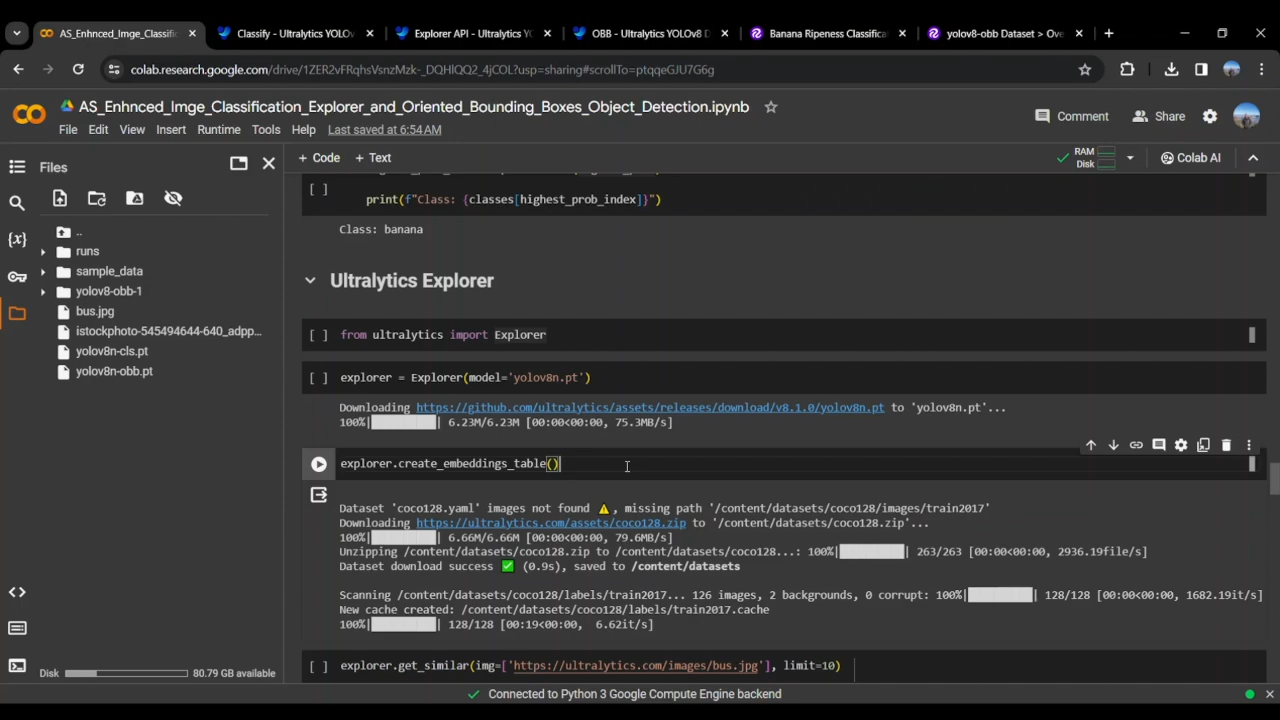 AS_Enhnced_Imge_Classific
Classify - Ultralytics YOLOv
Explorer API - Ultralytics Y
OBB - Ultralytics YOLOv8 D
Banana Ripeness Classifica
yolov8-obb Dataset > Ove
colab.research.google.com/drive/1ZER2vFRqhsVsnzMzk-_DQHlQQ2_4jCOL?usp=sharing#scrollTo=ptqqeGJU7G6g
AS_Enhnced_Imge_Classification_Explorer_and_Oriented_Bounding_Boxes_Object_Detection.ipynb
File Edit View Insert Runtime Tools Help Last saved at 6:54 AM
Comment Share
Files
+ Code + Text
RAM
Disk
Colab AI
..
runs
sample_data
yolov8-obb-1
bus.jpg
istockphoto-545494644-640_adpp...
yolov8n-cls.pt
yolov8n-obb.pt
Disk 80.79 GB available
[ ] print(f"Class: {classes[highest_prob_index]}")
Class: banana
Ultralytics Explorer
[ ] from ultralytics import Explorer
[ ] explorer = Explorer(model='yolov8n.pt')
Downloading https://github.com/ultralytics/assets/releases/download/v8.1.0/yolov8n.pt to 'yolov8n.pt'...
100%|██████████| 6.23M/6.23M [00:00<00:00, 75.3MB/s]
explorer.create_embeddings_table()
Dataset 'coco128.yaml' images not found ⚠️, missing path '/content/datasets/coco128/images/train2017'
Downloading https://ultralytics.com/assets/coco128.zip to '/content/datasets/coco128.zip'...
100%|██████████| 6.66M/6.66M [00:00<00:00, 79.6MB/s]
Unzipping /content/datasets/coco128.zip to /content/datasets/coco128...: 100%|██████████| 263/263 [00:00<00:00, 2936.19file/s]
Dataset download success ✅ (0.9s), saved to /content/datasets
Scanning /content/datasets/coco128/labels/train2017... 126 images, 2 backgrounds, 0 corrupt: 100%|██████████| 128/128 [00:00<00:00, 1682.19it/s]
New cache created: /content/datasets/coco128/labels/train2017.cache
100%|██████████| 128/128 [00:19<00:00, 6.62it/s]
[ ] explorer.get_similar(img=['https://ultralytics.com/images/bus.jpg'], limit=10)
Connected to Python 3 Google Compute Engine backend